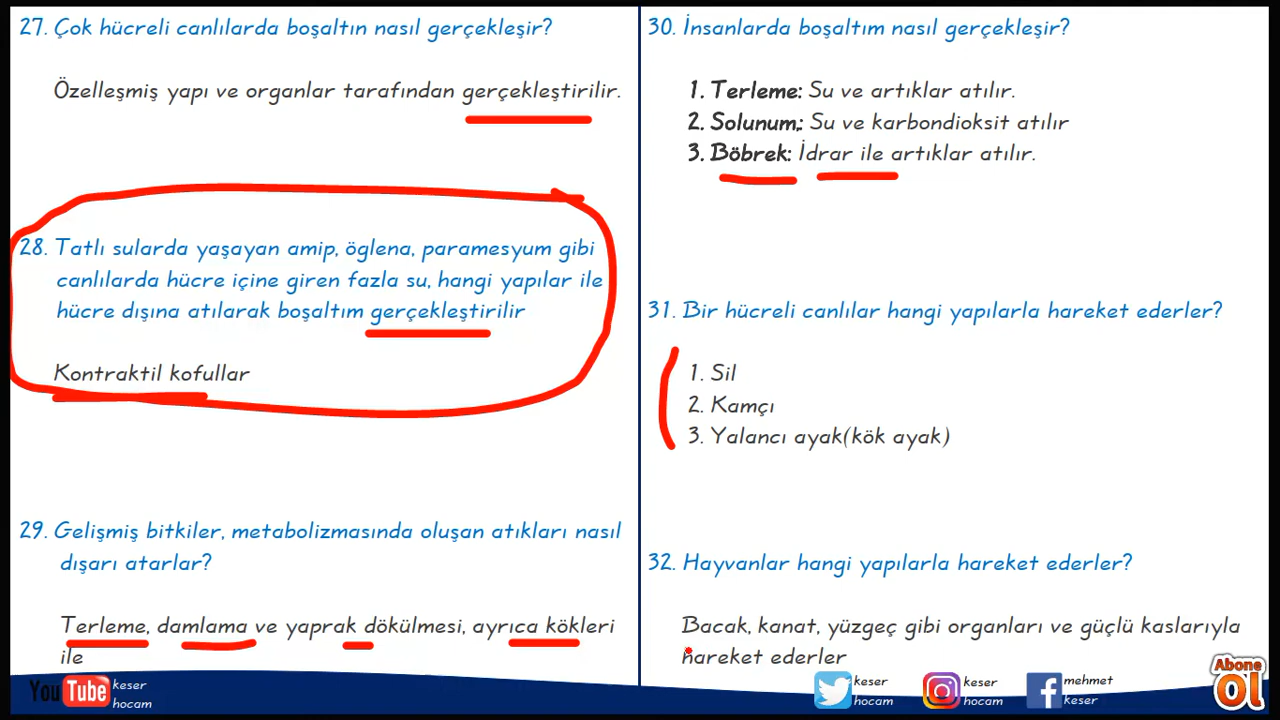 27. Çok hücreli canlılarda boşaltın nasıl gerçekleşir?
Özelleşmiş yapı ve organlar tarafından gerçekleştirilir.
28. Tatlı sularda yaşayan amip, öglena, paramesyum gibi
canlılarda hücre içine giren fazla su, hangi yapılar ile
hücre dışına atılarak boşaltım gerçekleştirilir
Kontraktil kofullar
29. Gelişmiş bitkiler, metabolizmasında oluşan atıkları nasıl
dışarı atarlar?
Terleme, damlama ve yaprak dökülmesi, ayrıca kökleri
ile
30. İnsanlarda boşaltım nasıl gerçekleşir?
1. Terleme: Su ve artıklar atılır.
2. Solunum,: Su ve karbondioksit atılır
3. Böbrek: İdrar ile artıklar atılır.
31. Bir hücreli canlılar hangi yapılarla hareket ederler?
1. Sil
2. Kamçı
3. Yalancı ayak(kök ayak)
32. Hayvanlar hangi yapılarla hareket ederler?
Bacak, kanat, yüzgeç gibi organları ve güçlü kaslarıyla
hareket ederler
YouTube keser
hocam
keser
hocam
keser
hocam
mehmet
keser
Abone
OL